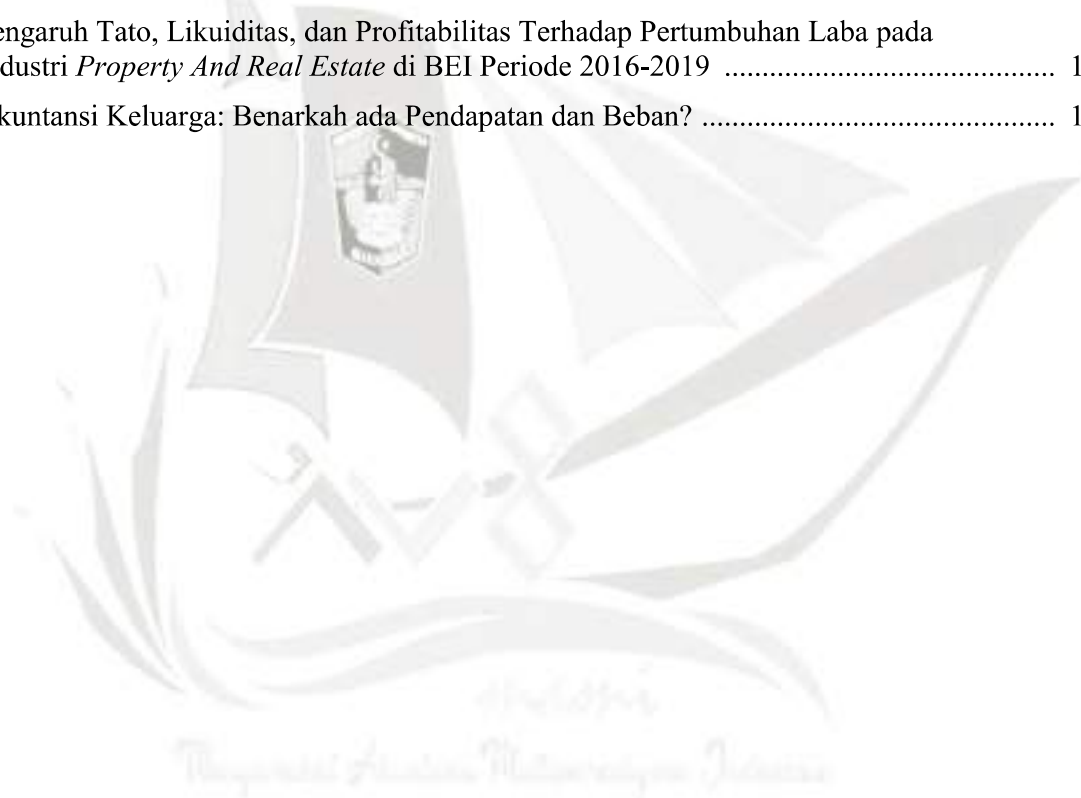 engaruh Tato, Likuiditas, dan Profitabilitas Terhadap Pertumbuhan Laba pada
dustri Property And Real Estate di BEI Periode 2016-2019 ............................................ 1
kuntansi Keluarga: Benarkah ada Pendapatan dan Beban? ............................................... 1